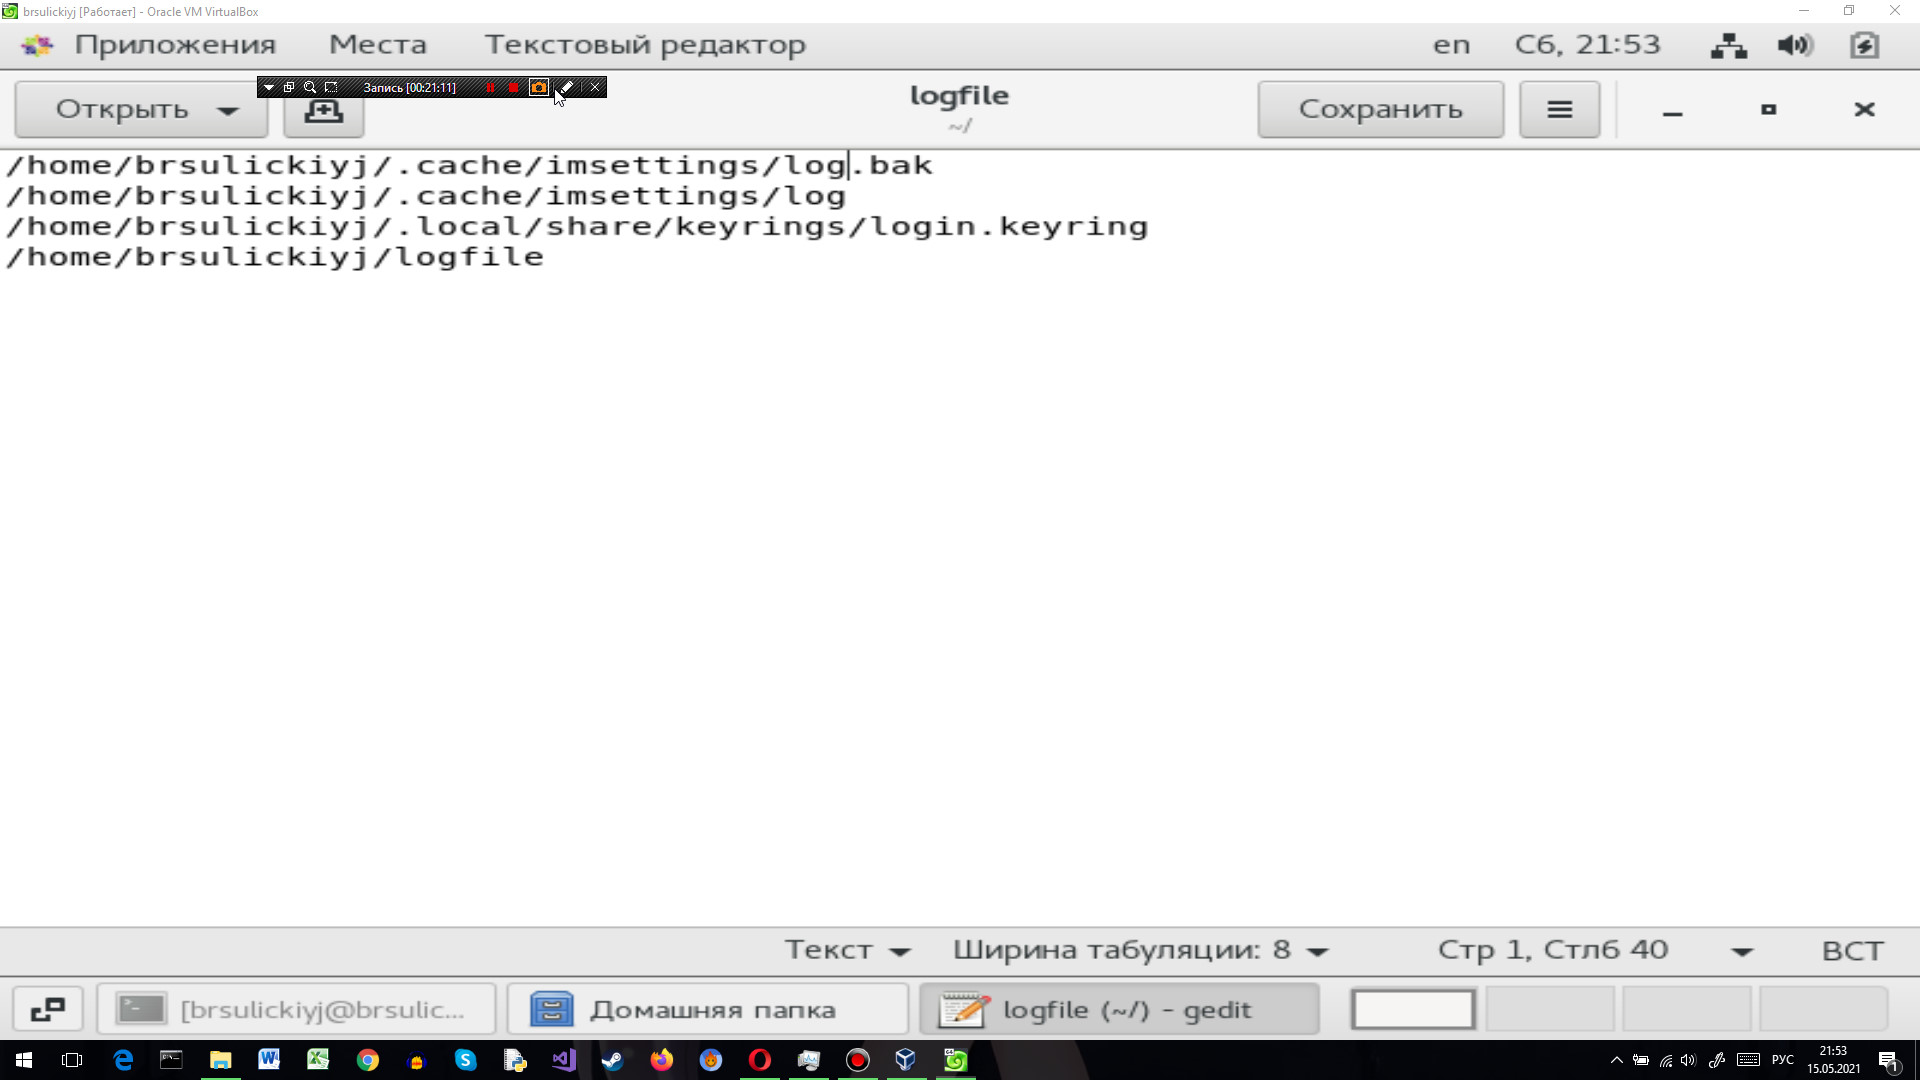 brsulickiyj [Работает] - Oracle VM VirtualBox
Приложения Места Текстовый редактор en Сб, 21:53
Запись [00:21:11]
Открыть logfile Сохранить
~/
/home/brsulickiyj/.cache/imsettings/log.bak
/home/brsulickiyj/.cache/imsettings/log
/home/brsulickiyj/.local/share/keyrings/login.keyring
/home/brsulickiyj/logfile
Текст Ширина табуляции: 8 Стр 1, Стлб 40 ВСТ
[brsulickiyj@brsulic... Домашняя папка logfile (~/) - gedit
РУС 21:53
15.05.2021
1